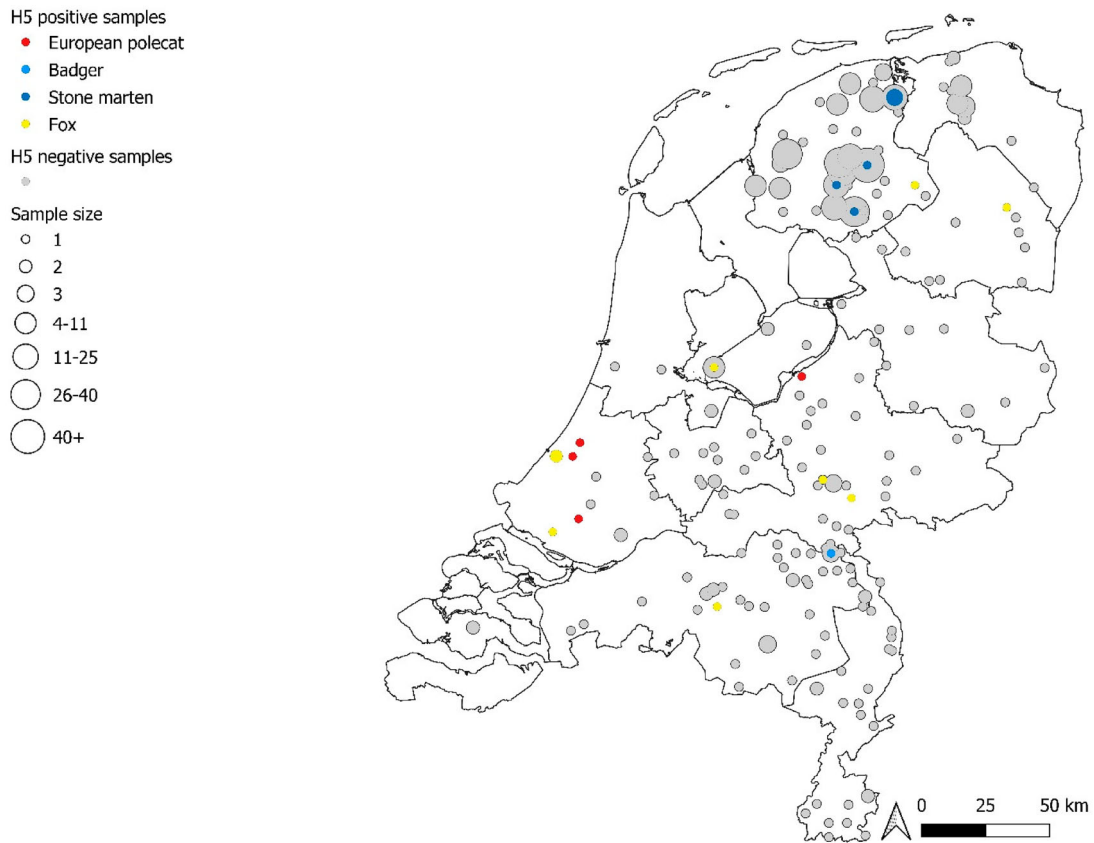 H5 positive samples
European polecat
Badger
Stone marten
Fox
H5 negative samples
Sample size
1
2
3
4-11
11-25
26-40
40+
0 25 50 km